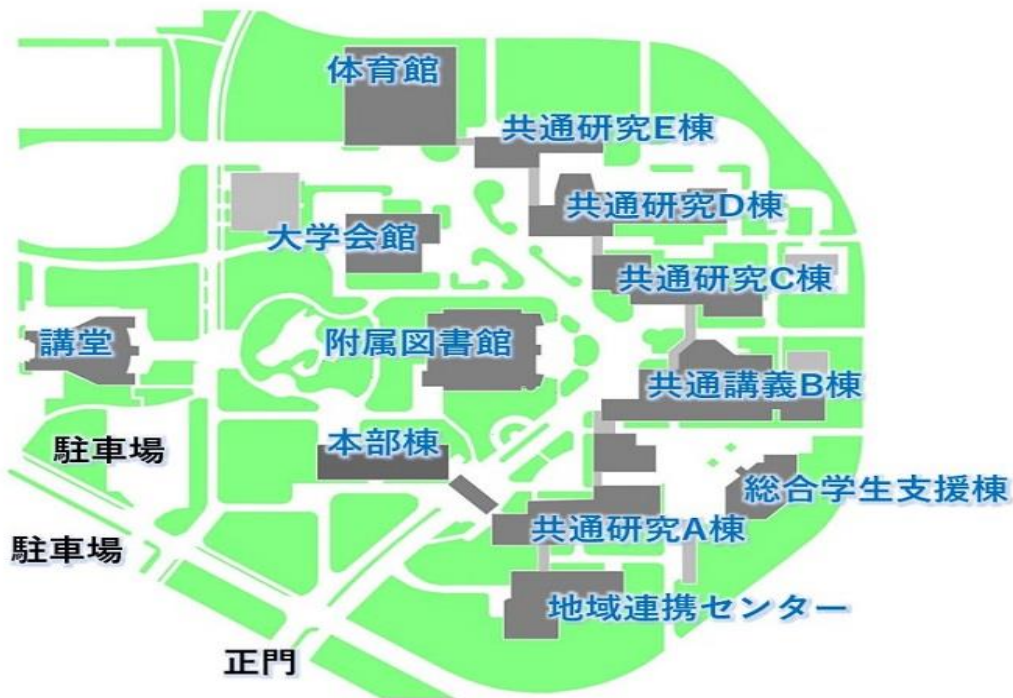 体育館
共通研究E棟
共通研究D棟
大学会館
共通研究C棟
講堂
附属図書館
共通講義B棟
本部棟
駐車場
総合学生支援棟
共通研究A棟
駐車場
地域連携センター
正門